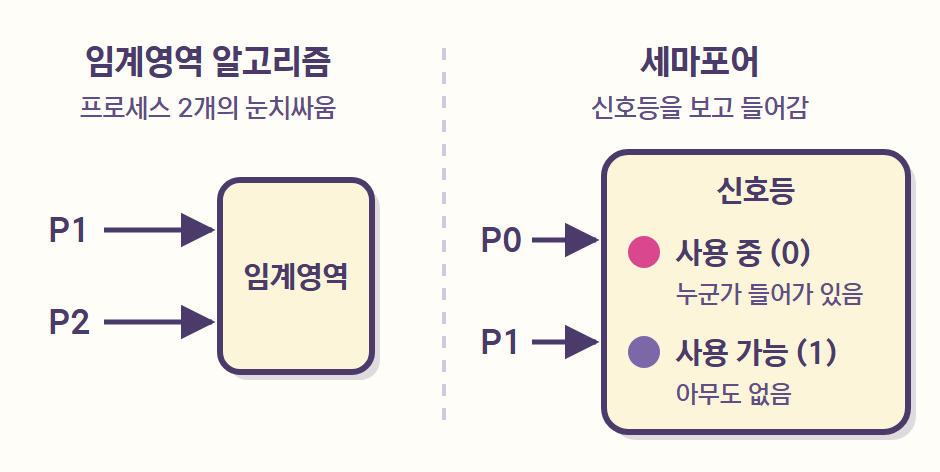 임계영역 알고리즘
프로세스 2개의 눈치싸움
P1
P2
임계영역
세마포어
신호등을 보고 들어감
P0
P1
신호등
사용 중 (0)
누군가 들어가 있음
사용 가능 (1)
아무도 없음